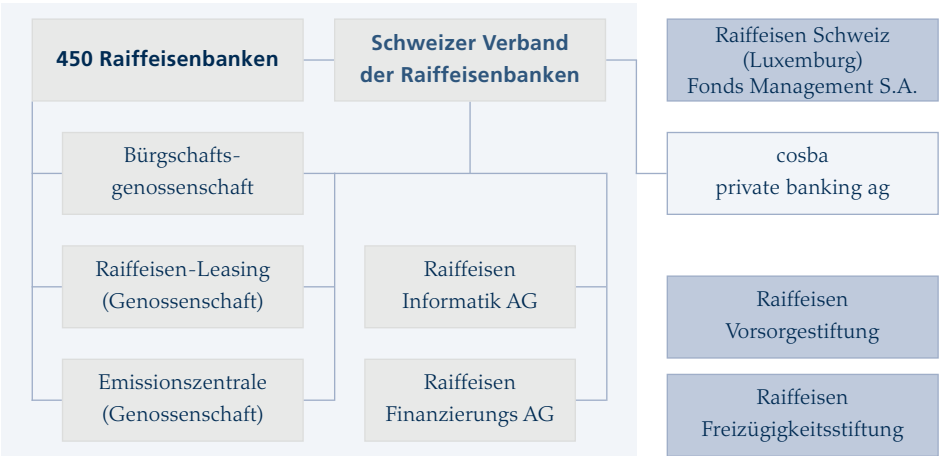 450 Raiffeisenbanken
Schweizer Verband
der Raiffeisenbanken
Raiffeisen Schweiz
(Luxemburg)
Fonds Management S.A.
Bürgschafts-
genossenschaft
cosba
private banking ag
Raiffeisen-Leasing
(Genossenschaft)
Raiffeisen
Informatik AG
Raiffeisen
Vorsorgestiftung
Emissionszentrale
(Genossenschaft)
Raiffeisen
Finanzierungs AG
Raiffeisen
Freizügigkeitsstiftung